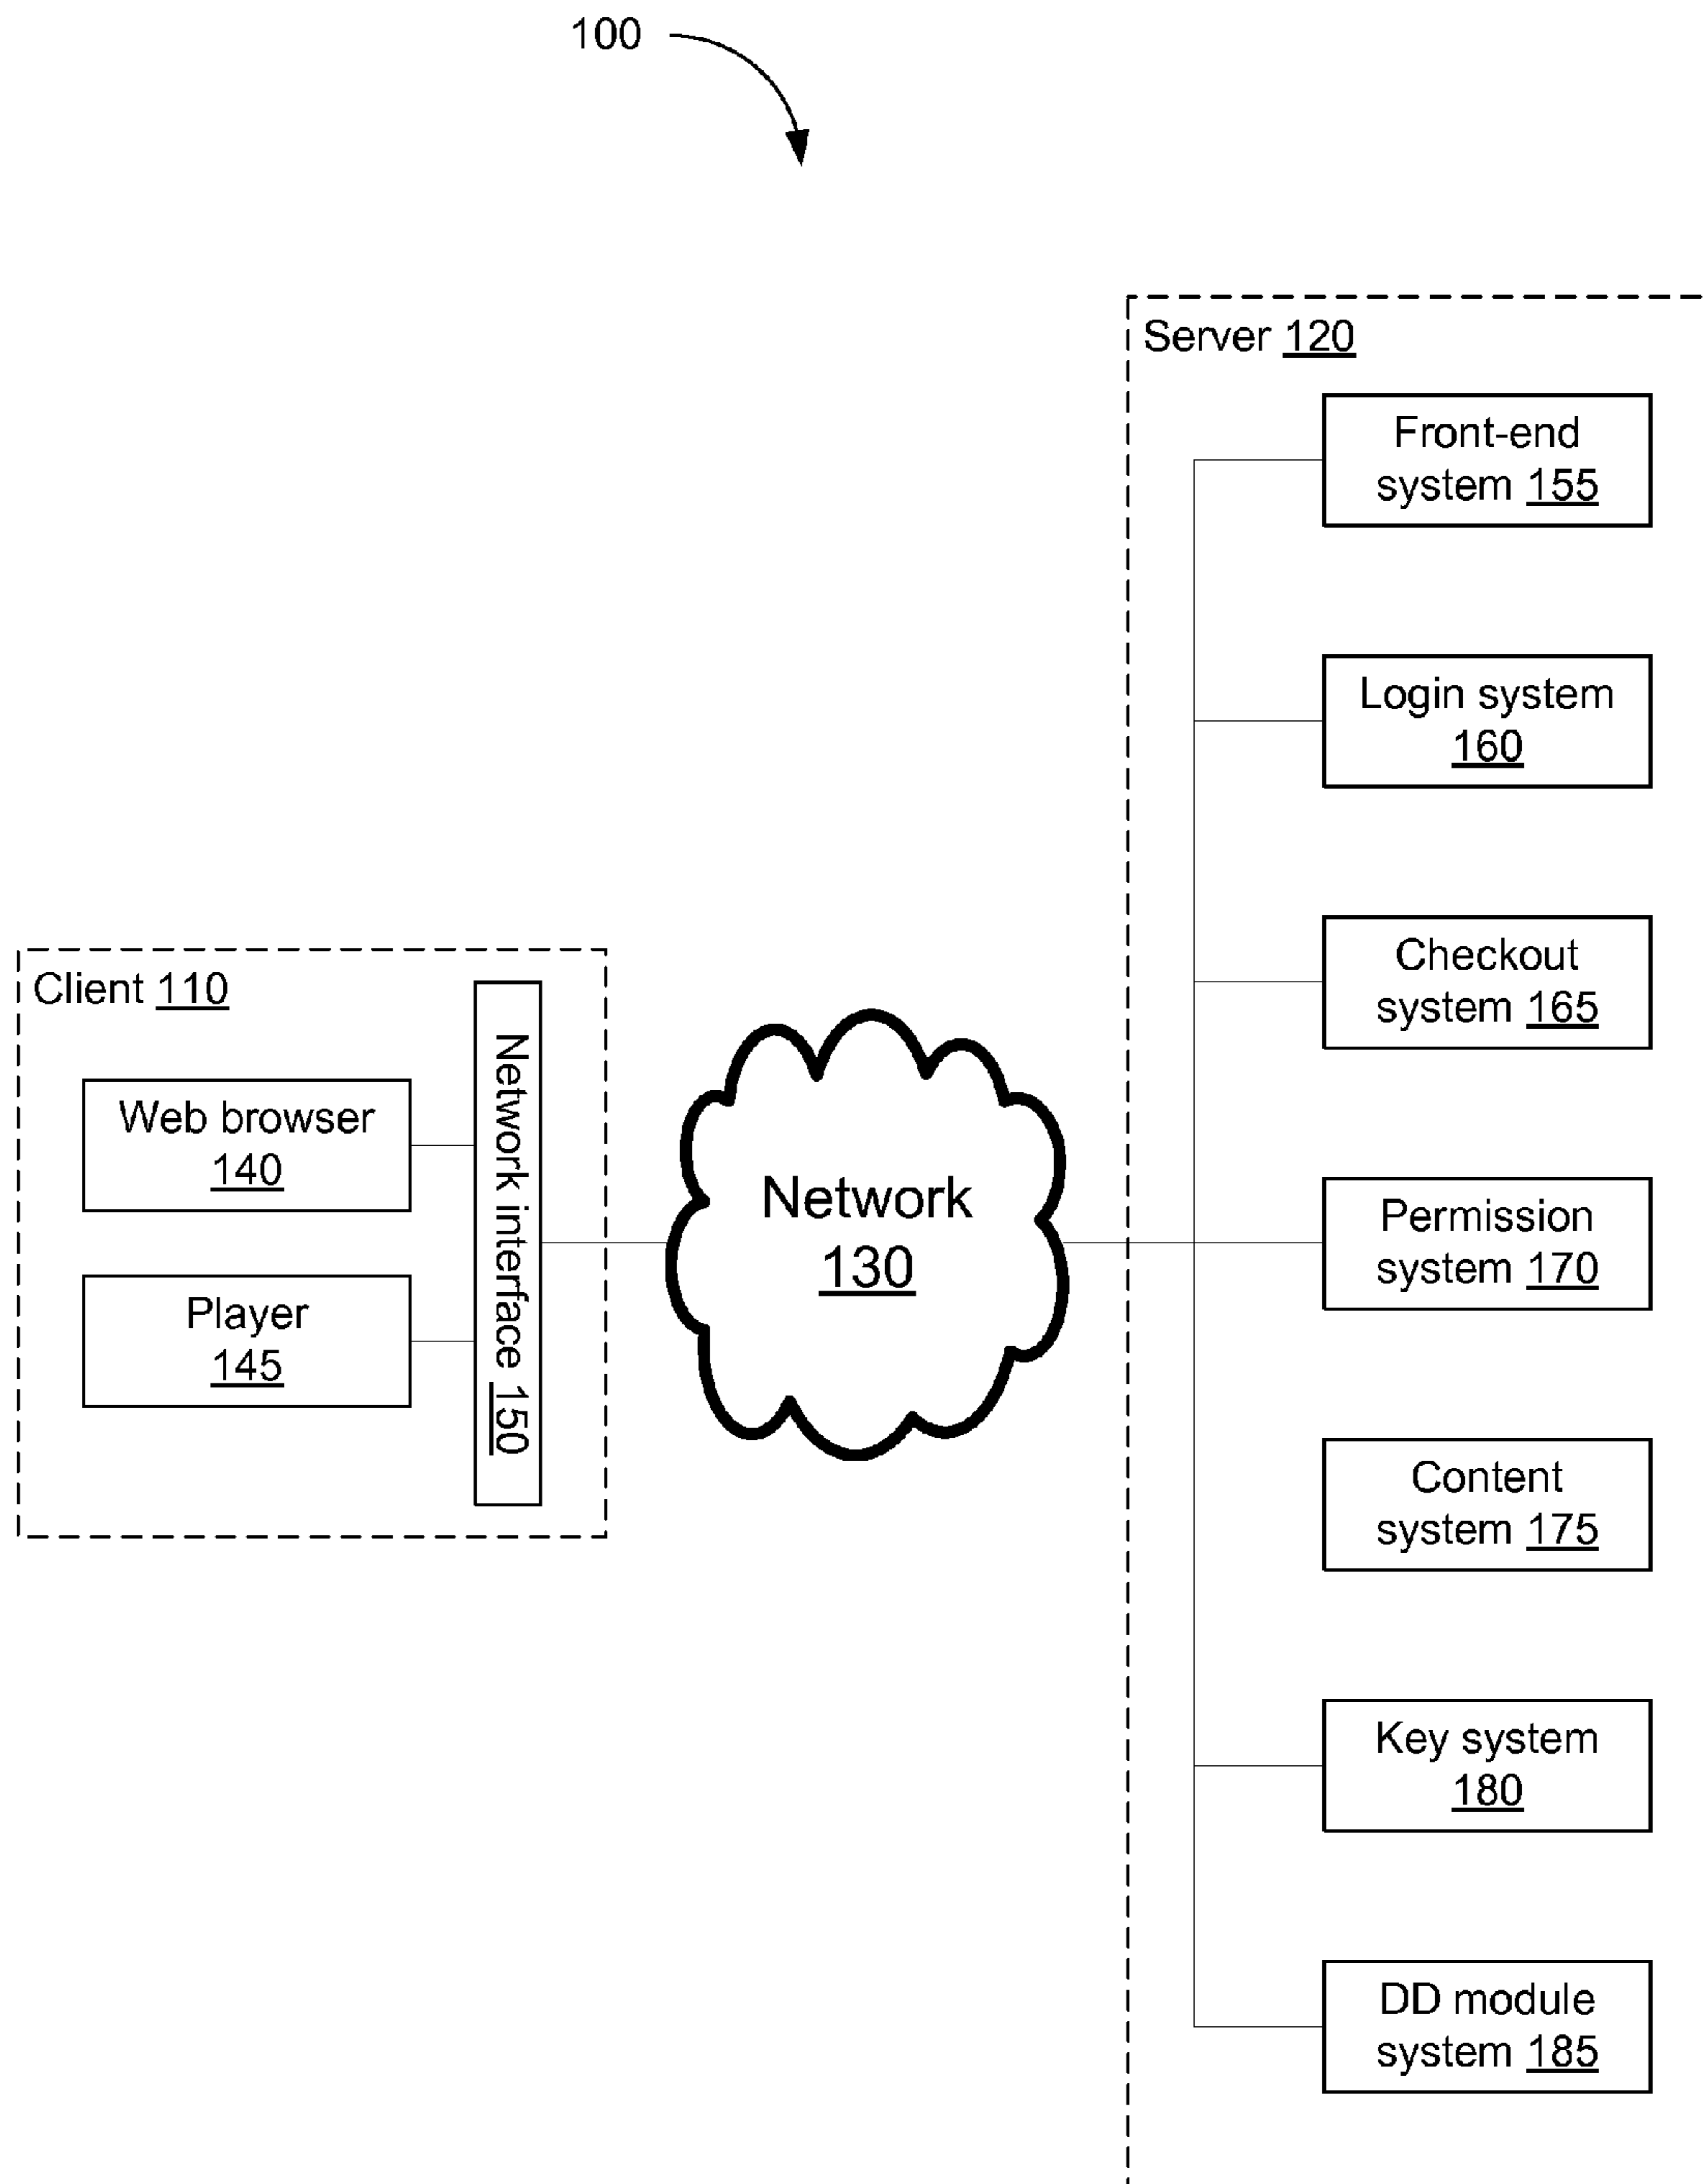 100
Server 120
Front-end
system 155
Login system
160
Checkout
system 165
Client 110
Network interface 150
Web browser
140
Player
145
Network
130
Permission
system 170
Content
system 175
Key system
180
DD module
system 185